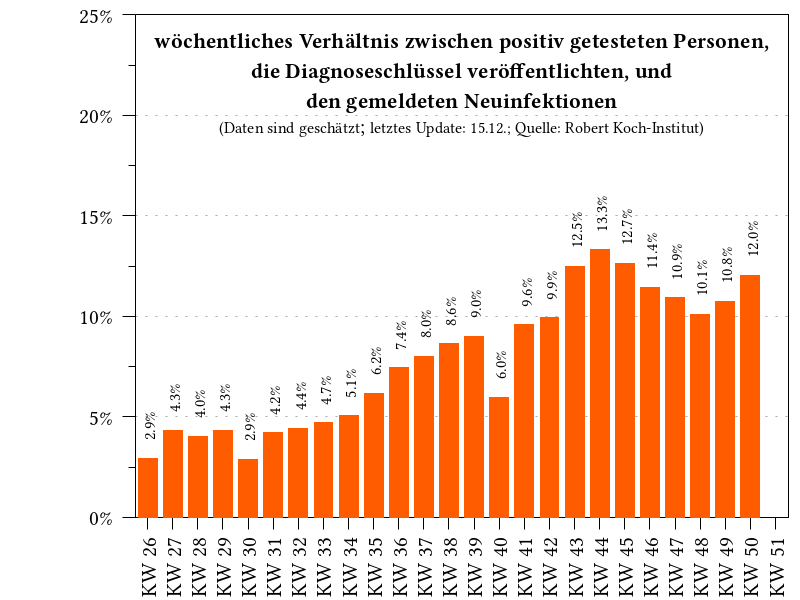 wöchentliches Verhältnis zwischen positiv getesteten Personen,
die Diagnoseschlüssel veröffentlichten, und
den gemeldeten Neuinfektionen
(Daten sind geschätzt; letztes Update: 15.12.; Quelle: Robert Koch-Institut)
25%
20%
15%
10%
5%
0%
2.9%
4.3%
4.0%
4.3%
2.9%
4.2%
4.4%
4.7%
5.1%
6.2%
7.4%
8.0%
8.6%
9.0%
6.0%
9.6%
9.9%
12.5%
13.3%
12.7%
11.4%
10.9%
10.1%
10.8%
12.0%
KW 26
KW 27
KW 28
KW 29
KW 30
KW 31
KW 32
KW 33
KW 34
KW 35
KW 36
KW 37
KW 38
KW 39
KW 40
KW 41
KW 42
KW 43
KW 44
KW 45
KW 46
KW 47
KW 48
KW 49
KW 50
KW 51